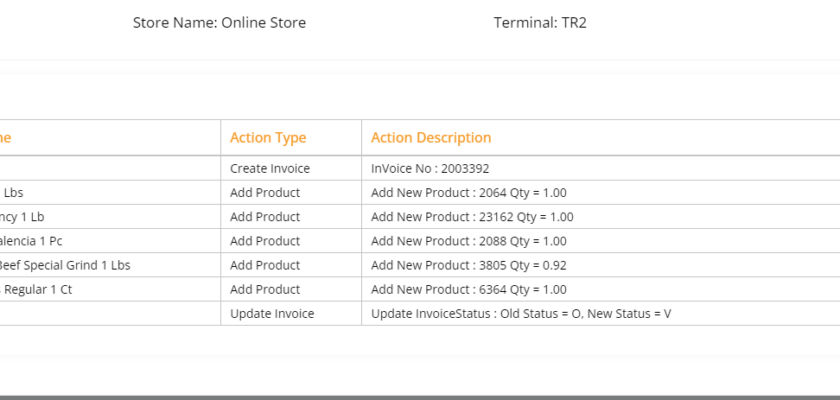 Store Name: Online Store Terminal: TR2
Action Type Action Description
Create Invoice InVoice No : 2003392
Lbs Add Product Add New Product : 2064 Qty = 1.00
1 Lb Add Product Add New Product : 23162 Qty = 1.00
1 Pc Add Product Add New Product : 2088 Qty = 1.00
Beef Special Grind 1 Lbs Add Product Add New Product : 3805 Qty = 0.92
Regular 1 Ct Add Product Add New Product : 6364 Qty = 1.00
Update Invoice Update InvoiceStatus : Old Status = O, New Status = V